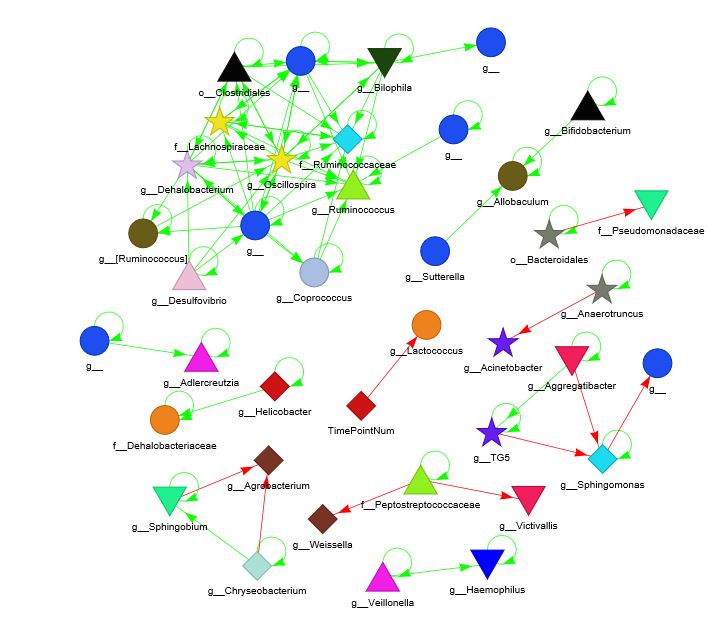 g__
o__Clostridiales
g__
g__Bilophila
g__Bifidobacterium
f__Lachnospiraceae
g__
f__Ruminoccaceae
g__Oscillospira
g__Dehalobacterium
g__Allobaculum
g__Ruminococcus
f__Pseudomonadaceae
g__[Ruminococcus]
g__
g__Sutterella
o__Bacteroidales
g__Desulfovibrio
g__Coprococcus
g__Anaerotruncus
g__Lactococcus
g__
g__Adlercreutzia
g__Acinetobacter
g__Aggregatibacter
g__
g__Helicobacter
TimePointNum
f__Dehalobacteriaceae
g__TG5
g__Agrobacterium
g__Sphingomonas
g__Sphingobium
f__Peptostreptococcaceae
g__Weissella
g__Victivallis
g__Chryseobacterium
g__Veillonella
g__Haemophilus